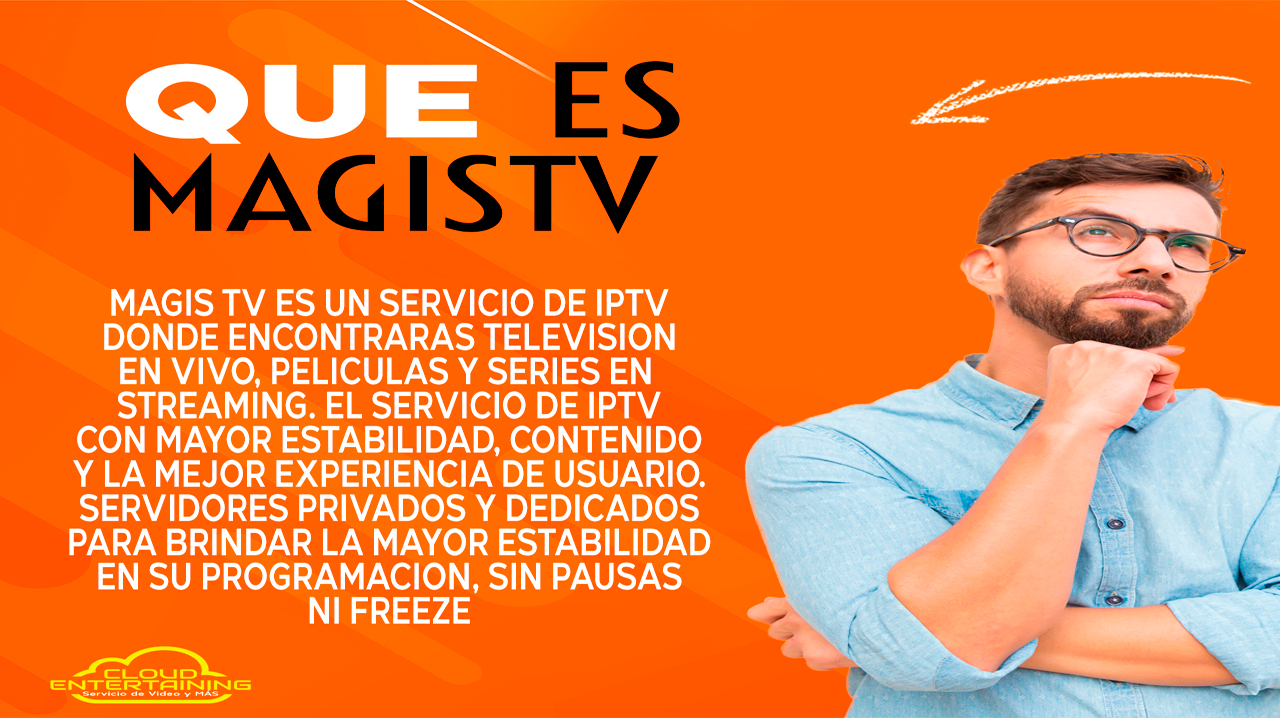 QUE ES
MAGISTV
MAGIS TV ES UN SERVICIO DE IPTV
DONDE ENCONTRARAS TELEVISION
EN VIVO, PELICULAS Y SERIES EN
STREAMING. EL SERVICIO DE IPTV
CON MAYOR ESTABILIDAD, CONTENIDO
Y LA MEJOR EXPERIENCIA DE USUARIO.
SERVIDORES PRIVADOS Y DEDICADOS
PARA BRINDAR LA MAYOR ESTABILIDAD
EN SU PROGRAMACION, SIN PAUSAS
NI FREEZE
CLOUD
ENTERTAINING
Servicio de Video y MÁS